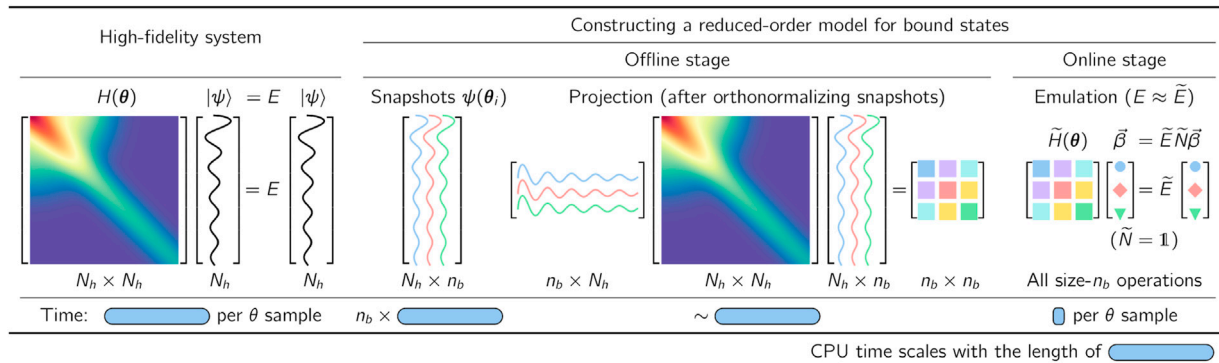 High-fidelity system
Constructing a reduced-order model for bound states
Offline stage
Online stage
H(θ) |ψ⟩ = E |ψ⟩
Snapshots ψ(θᵢ)
Projection (after orthonormalizing snapshots)
Emulation (E ≈ Ẽ)
H̃(θ) β⃗ = ẼÑβ⃗
= E
=
= Ẽ
(Ñ = 𝟙)
N_h × N_h
N_h
N_h
N_h × n_b
n_b × N_h
N_h × N_h
N_h × n_b
n_b × n_b
All size-n_b operations
Time: per θ sample
n_b ×
∼
per θ sample
CPU time scales with the length of